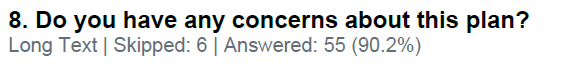 8. Do you have any concerns about this plan?
Long Text | Skipped: 6 | Answered: 55 (90.2%)